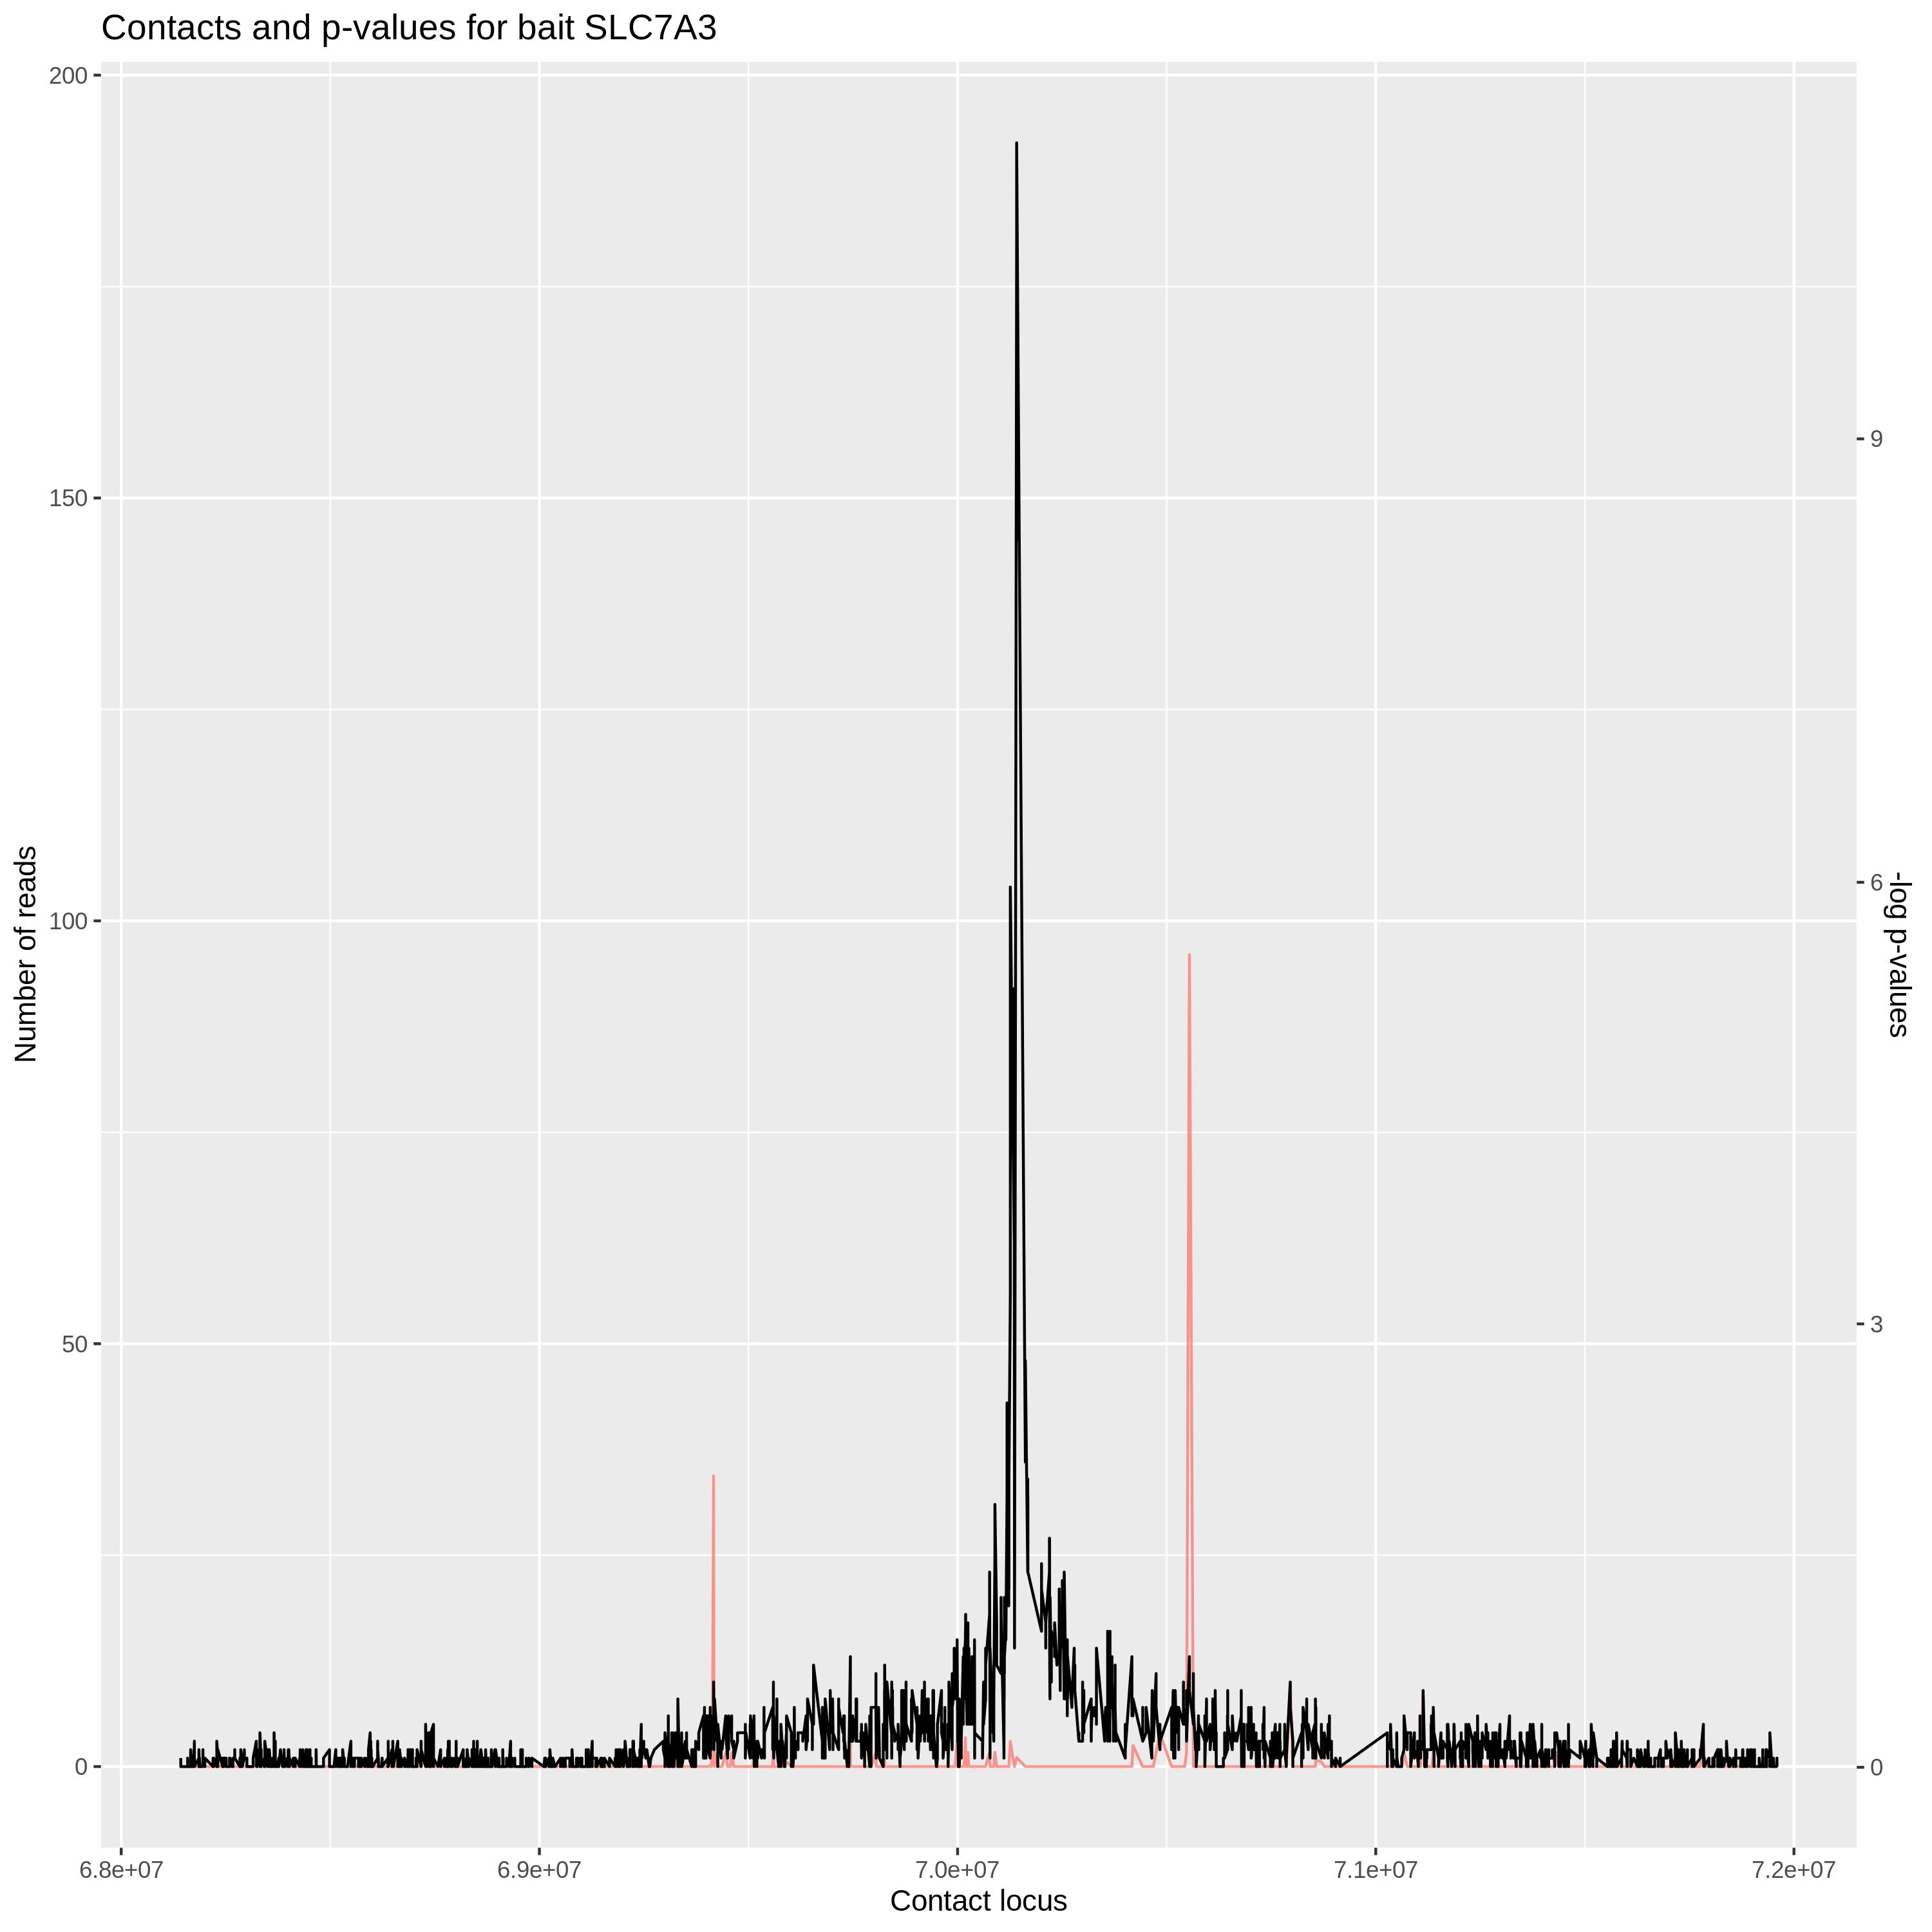 Contacts and p-values for bait SLC7A3
200
150
100
50
0
Number of reads
9
6
3
0
-log p-values
6.8e+07
6.9e+07
7.0e+07
7.1e+07
7.2e+07
Contact locus